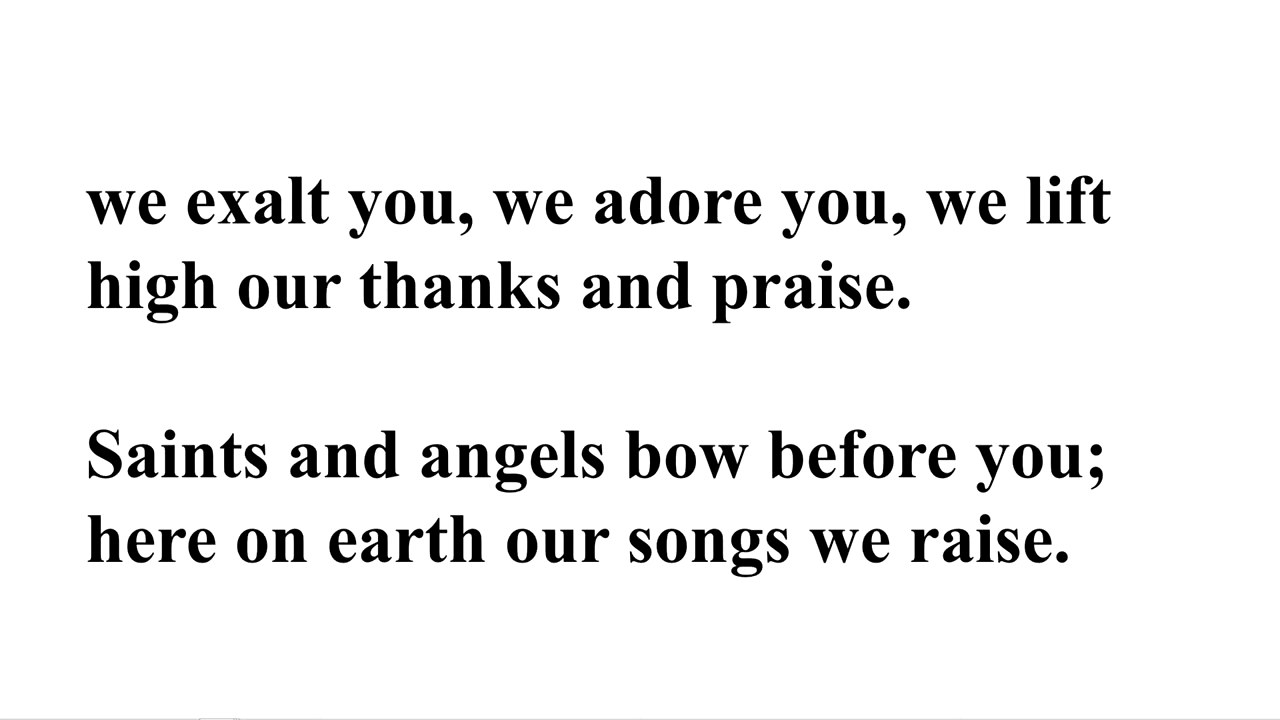 we exalt you, we adore you, we lift
high our thanks and praise.
Saints and angels bow before you;
here on earth our songs we raise.